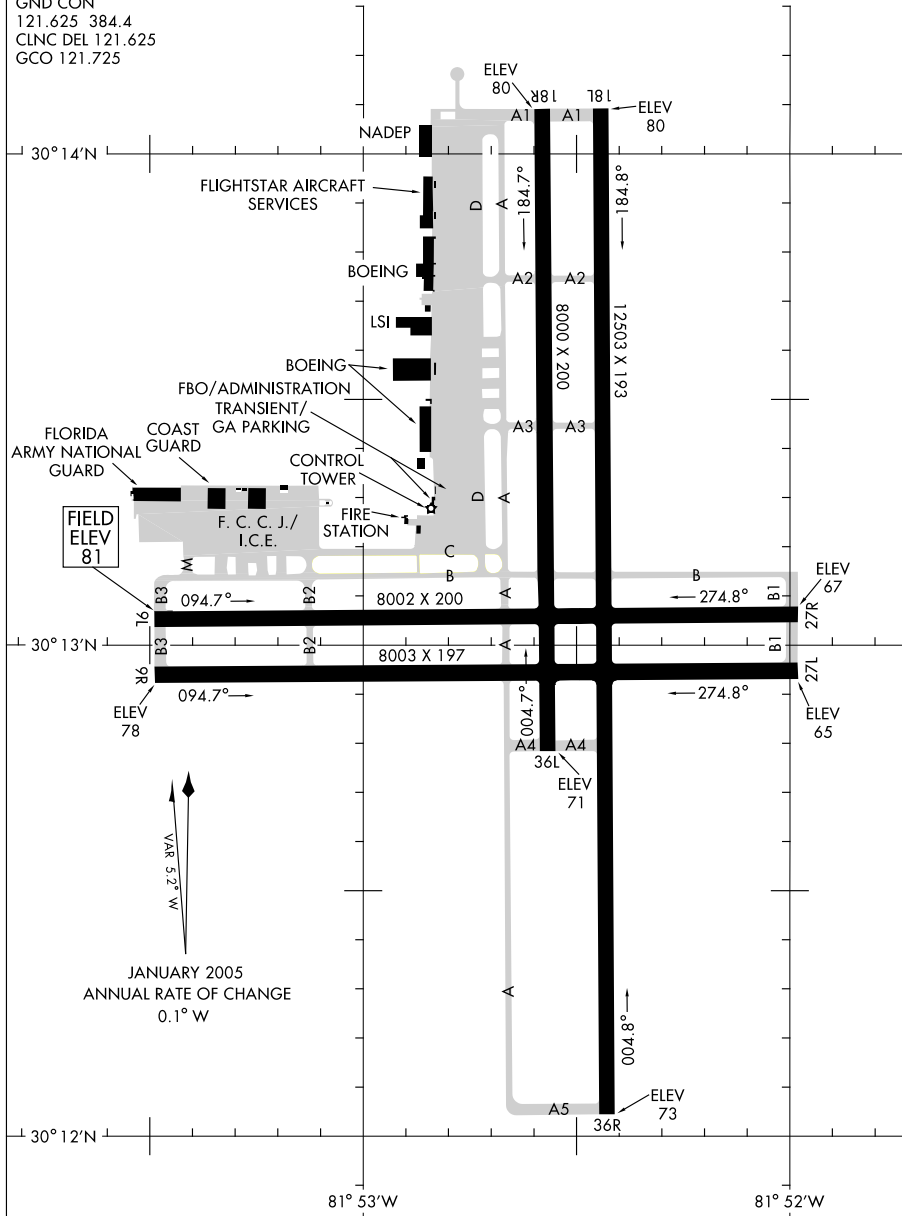 GND CON
121.625 384.4
CLNC DEL 121.625
GCO 121.725
ELEV
80
18R
18L
ELEV
80
A1
A1
NADEP
30°14'N
FLIGHTSTAR AIRCRAFT
SERVICES
D
A
184.7°
184.8°
BOEING
A2
A2
LSI
8000 X 200
12503 X 193
BOEING
FBO/ADMINISTRATION
TRANSIENT/
GA PARKING
A3
A3
FLORIDA
ARMY NATIONAL
GUARD
COAST
GUARD
CONTROL
TOWER
D
A
FIELD
ELEV
81
F. C. C. J./
I.C.E.
FIRE
STATION
W
C
B
B
ELEV
67
B3
094.7°
B2
8002 X 200
A
274.8°
B1
9L
27R
30°13'N
B3
B2
8003 X 197
A
B1
9R
27L
094.7°
004.7°
274.8°
ELEV
78
ELEV
65
A4
A4
36L
ELEV
71
VAR 5.2° W
JANUARY 2005
ANNUAL RATE OF CHANGE
0.1° W
A
004.8°
A5
ELEV
73
36R
30°12'N
81° 53'W
81° 52'W